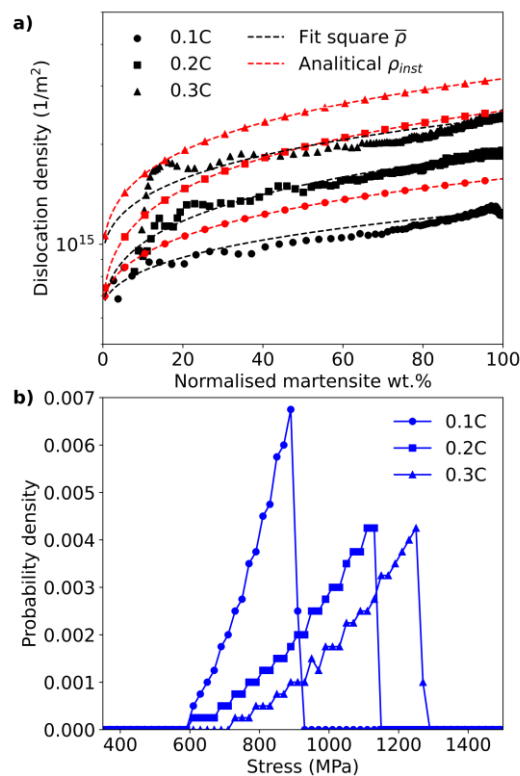 a)
0.1C
0.2C
0.3C
Fit square ρ̅
Analitical ρinst
Dislocation density (1/m²)
10¹⁵
0 20 40 60 80 100
Normalised martensite wt.%
b)
0.007
0.006
0.005
0.004
0.003
0.002
0.001
0.000
Probability density
0.1C
0.2C
0.3C
400 600 800 1000 1200 1400
Stress (MPa)